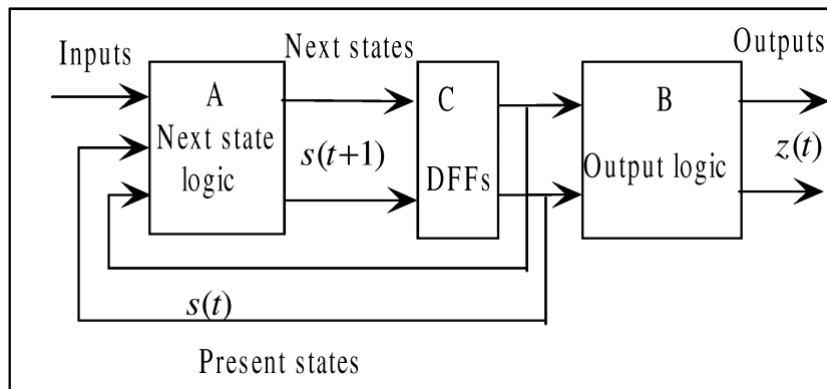 Inputs
Next states
Outputs
A
Next state
logic
s(t+1)
C
DFFs
B
Output logic
z(t)
s(t)
Present states